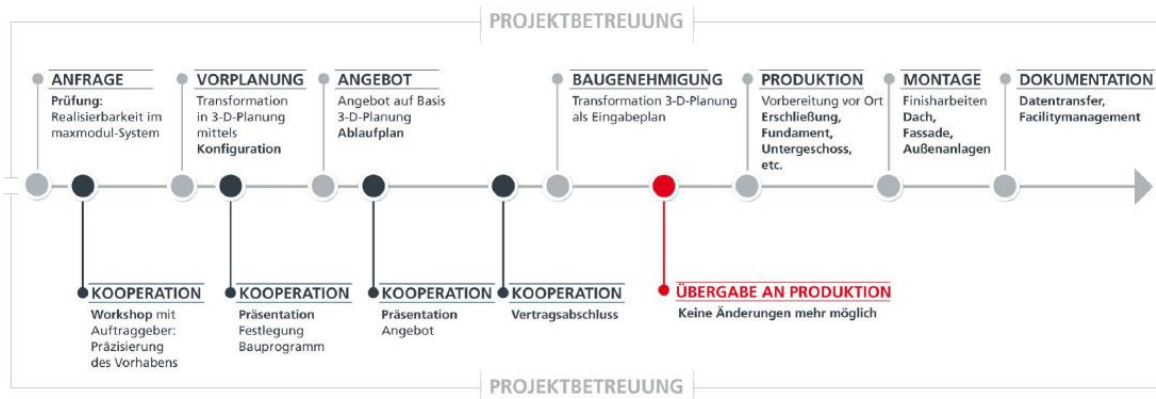 PROJEKTBETREUUNG
ANFRAGE
Prüfung:
Realisierbarkeit im
maxmodul-System
VORPLANUNG
Transformation
in 3-D-Planung
mittels
Konfiguration
ANGEBOT
Angebot auf Basis
3-D-Planung
Ablaufplan
BAUGENEHMIGUNG
Transformation 3-D-Planung
als Eingabeplan
PRODUKTION
Vorbereitung vor Ort
Erschließung,
Fundament,
Untergeschoss,
etc.
MONTAGE
Finisharbeiten
Dach,
Fassade,
Außenanlagen
DOKUMENTATION
Datentransfer,
Facilitymanagement
KOOPERATION
Workshop mit
Auftraggeber:
Präzisierung
des Vorhabens
KOOPERATION
Präsentation
Festlegung
Bauprogramm
KOOPERATION
Präsentation
Angebot
KOOPERATION
Vertragsabschluss
ÜBERGABE AN PRODUKTION
Keine Änderungen mehr möglich
PROJEKTBETREUUNG